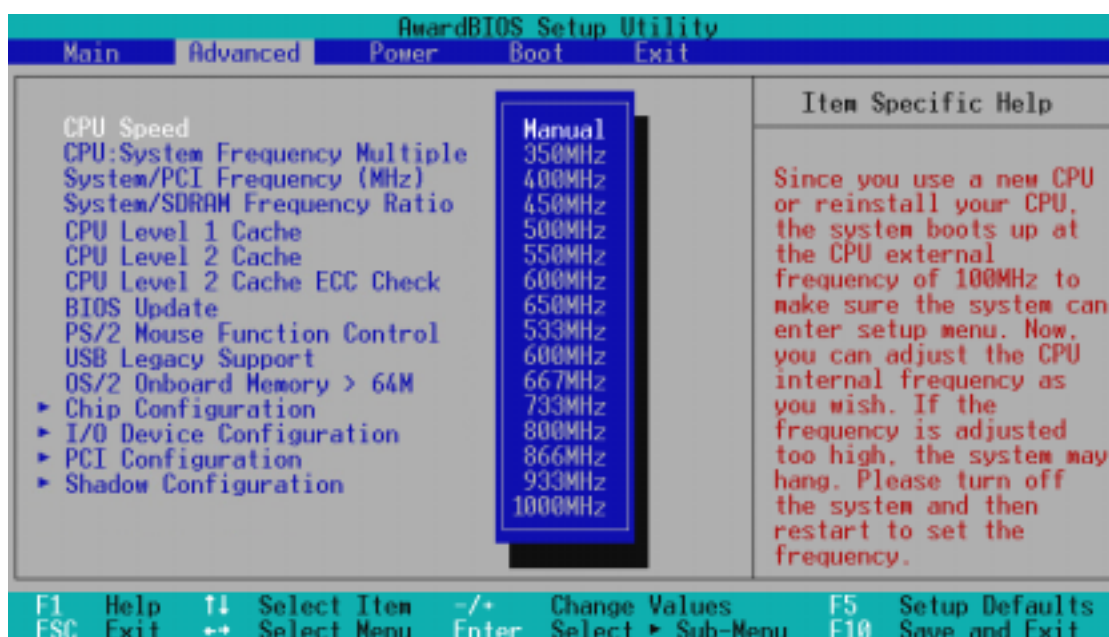 AwardBIOS Setup Utility
Main Advanced Power Boot Exit
CPU Speed
CPU:System Frequency Multiple
System/PCI Frequency (MHz)
System/SDRAM Frequency Ratio
CPU Level 1 Cache
CPU Level 2 Cache
CPU Level 2 Cache ECC Check
BIOS Update
PS/2 Mouse Function Control
USB Legacy Support
OS/2 Onboard Memory > 64M
► Chip Configuration
► I/O Device Configuration
► PCI Configuration
► Shadow Configuration
Manual
350MHz
400MHz
450MHz
500MHz
550MHz
600MHz
650MHz
533MHz
600MHz
667MHz
733MHz
800MHz
866MHz
933MHz
1000MHz
Item Specific Help
Since you use a new CPU
or reinstall your CPU,
the system boots up at
the CPU external
frequency of 100MHz to
make sure the system can
enter setup menu. Now,
you can adjust the CPU
internal frequency as
you wish. If the
frequency is adjusted
too high, the system may
hang. Please turn off
the system and then
restart to set the
frequency.
F1 Help ↑↓ Select Item -/+ Change Values F5 Setup Defaults
ESC Exit ←→ Select Menu Enter Select ► Sub-Menu F10 Save and Exit